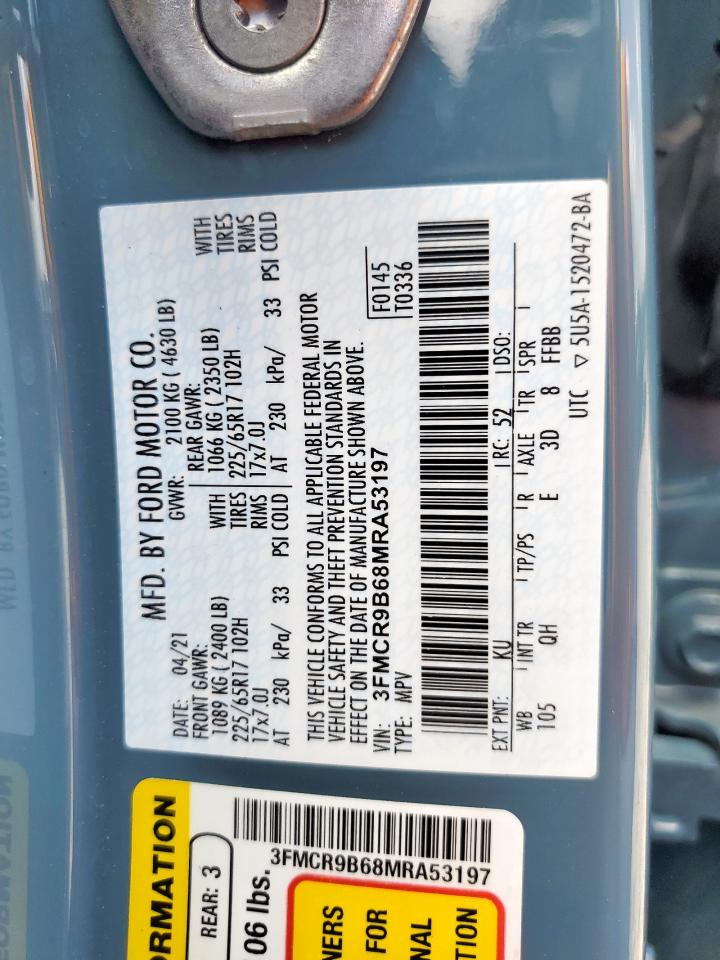 MFD. BY FORD MOTOR CO.
DATE: 04/21 GVWR: 2100 KG ( 4630 LB)
FRONT GAWR: REAR GAWR:
1089 KG ( 2400 LB) WITH 1066 KG ( 2350 LB) WITH
225/65R17 102H TIRES 225/65R17 102H TIRES
17x7.0J RIMS 17x7.0J RIMS
AT 230 kPa/ 33 PSI COLD AT 230 kPa/ 33 PSI COLD
THIS VEHICLE CONFORMS TO ALL APPLICABLE FEDERAL MOTOR
VEHICLE SAFETY AND THEFT PREVENTION STANDARDS IN
EFFECT ON THE DATE OF MANUFACTURE SHOWN ABOVE.
VIN: 3FMCR9B68MRA53197 F0145
TYPE: MPV T0336
EXT PNT: KU RC: 52 DSO:
WB INT TR TP/PS R AXLE TR SPR
105 QH E 3D 8 FFBB
UTC ▽ 5U5A-1520472-BA
ORMATION
REAR: 3
06 lbs.
3FMCR9B68MRA53197
NERS
FOR
NAL
TION